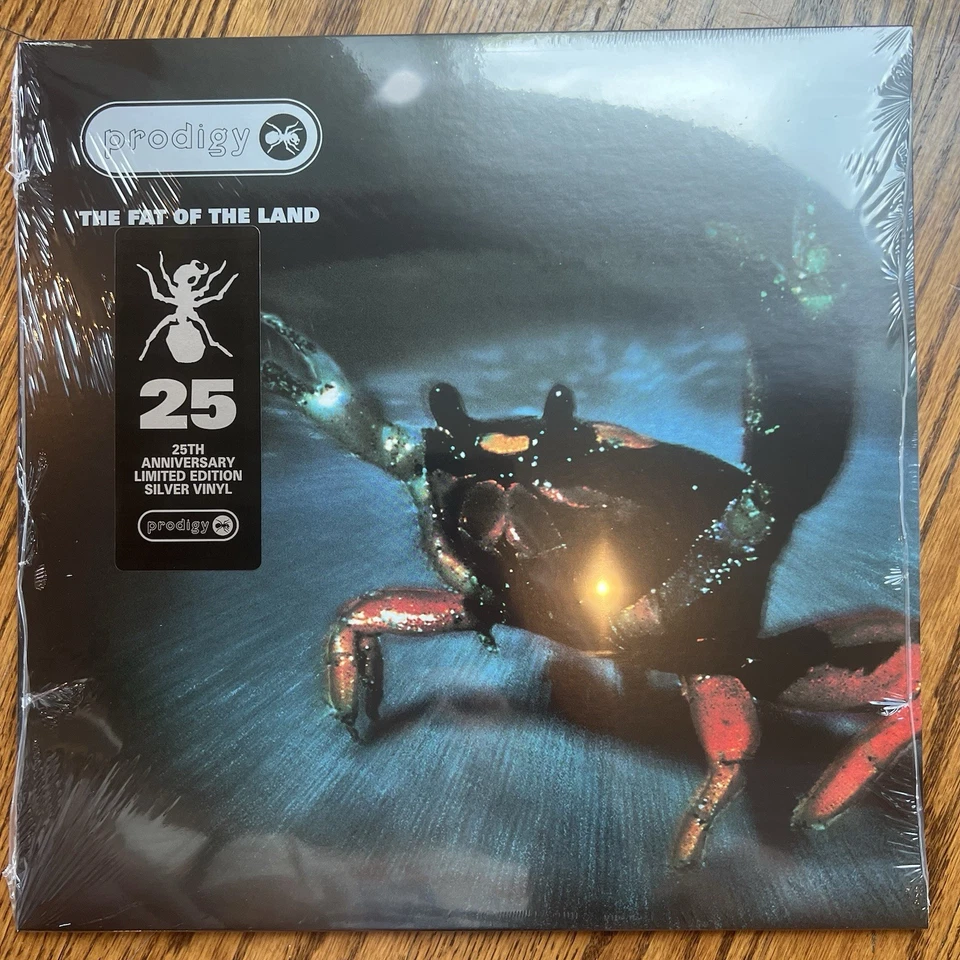 prodigy
THE FAT OF THE LAND
25
25TH
ANNIVERSARY
LIMITED EDITION
SILVER VINYL
prodigy